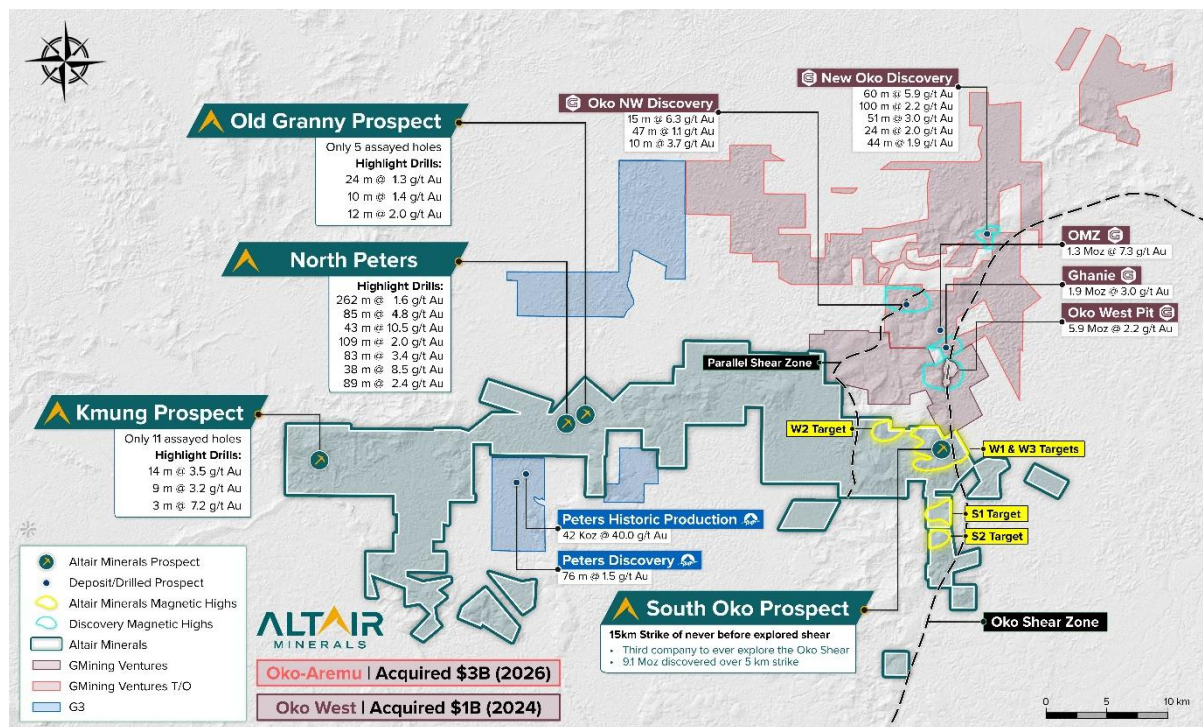 Old Granny Prospect
Only 5 assayed holes
Highlight Drills:
24 m @ 1.3 g/t Au
10 m @ 1.4 g/t Au
12 m @ 2.0 g/t Au
North Peters
Highlight Drills:
262 m @ 1.6 g/t Au
85 m @ 4.8 g/t Au
43 m @ 10.5 g/t Au
109 m @ 2.0 g/t Au
83 m @ 3.4 g/t Au
38 m @ 8.5 g/t Au
89 m @ 2.4 g/t Au
Kmung Prospect
Only 11 assayed holes
Highlight Drills:
14 m @ 3.5 g/t Au
9 m @ 3.2 g/t Au
3 m @ 7.2 g/t Au
Oko NW Discovery
15 m @ 6.3 g/t Au
47 m @ 1.1 g/t Au
10 m @ 3.7 g/t Au
New Oko Discovery
60 m @ 5.9 g/t Au
100 m @ 2.2 g/t Au
51 m @ 3.0 g/t Au
24 m @ 2.0 g/t Au
44 m @ 1.9 g/t Au
OMZ
1.3 Moz @ 7.3 g/t Au
Ghanie
1.9 Moz @ 3.0 g/t Au
Oko West Pit
5.9 Moz @ 2.2 g/t Au
Parallel Shear Zone
W2 Target
W1 & W3 Targets
S1 Target
S2 Target
Peters Historic Production
42 Koz @ 40.0 g/t Au
Peters Discovery
76 m @ 1.5 g/t Au
South Oko Prospect
15km Strike of never before explored shear
• Third company to ever explore the Oko Shear
• 9.1 Moz discovered over 5 km strike
Oko Shear Zone
Altair Minerals Prospect
Deposit/Drilled Prospect
Altair Minerals Magnetic Highs
Discovery Magnetic Highs
Altair Minerals
GMining Ventures
GMining Ventures T/O
G3
ALTAIR
MINERALS
Oko-Aremu | Acquired $3B (2026)
Oko West | Acquired $1B (2024)
0 5 10 km